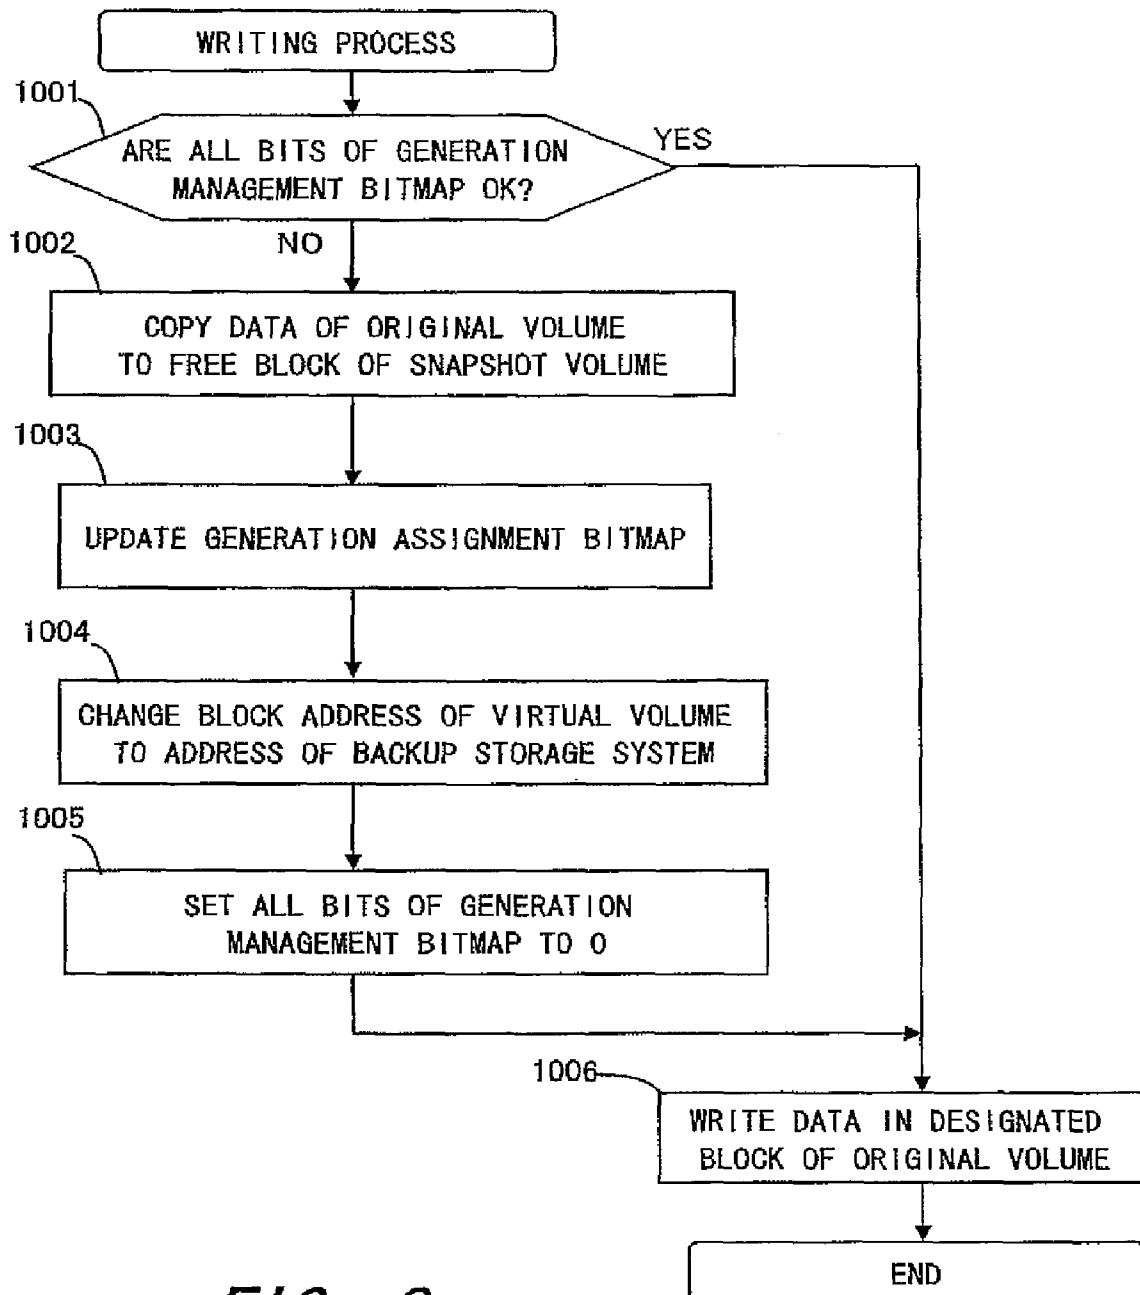 WRITING PROCESS
1001
ARE ALL BITS OF GENERATION
MANAGEMENT BITMAP OK?
YES
NO
1002
COPY DATA OF ORIGINAL VOLUME
TO FREE BLOCK OF SNAPSHOT VOLUME
1003
UPDATE GENERATION ASSIGNMENT BITMAP
1004
CHANGE BLOCK ADDRESS OF VIRTUAL VOLUME
TO ADDRESS OF BACKUP STORAGE SYSTEM
1005
SET ALL BITS OF GENERATION
MANAGEMENT BITMAP TO 0
1006
WRITE DATA IN DESIGNATED
BLOCK OF ORIGINAL VOLUME
END